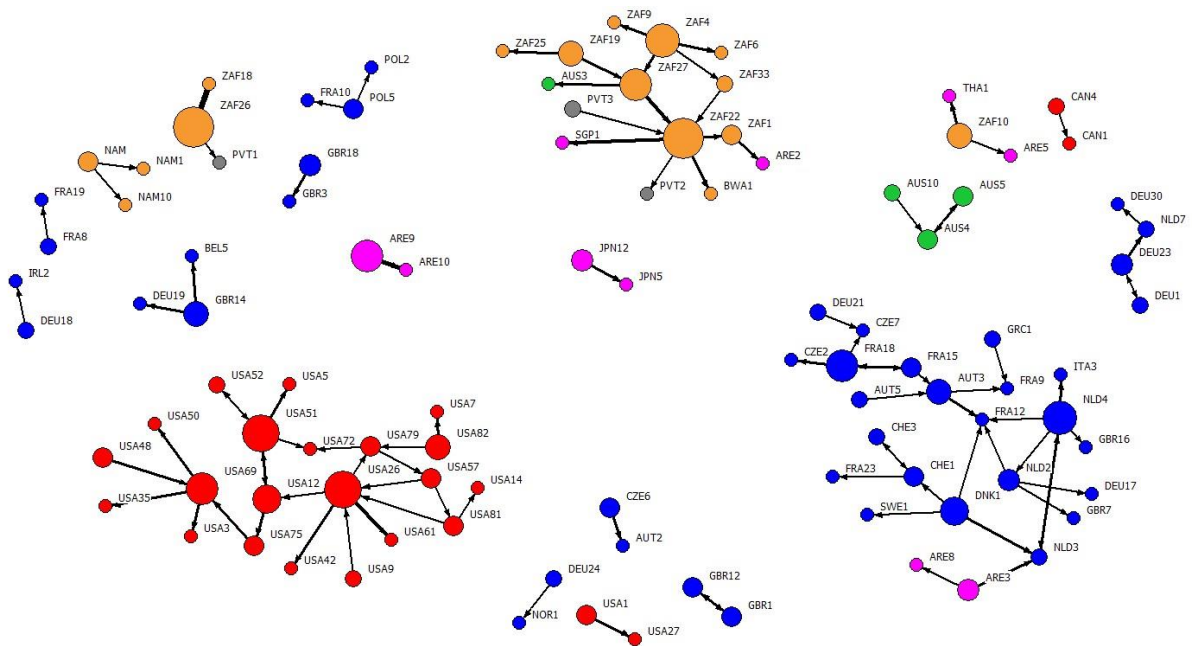 ZAF9
ZAF4
ZAF25
ZAF19
ZAF6
ZAF27
ZAF33
AUS3
PVT3
ZAF22
ZAF1
SGP1
ARE2
PVT2
BWA1
ZAF18
ZAF26
PVT1
NAM
NAM1
NAM10
POL2
FRA10
POL5
GBR18
GBR3
THA1
ZAF10
ARE5
CAN4
CAN1
AUS10
AUS5
AUS4
DEU30
NLD7
DEU23
DEU1
FRA19
FRA8
IRL2
DEU18
BEL5
DEU19
GBR14
ARE9
ARE10
JPN12
JPN5
DEU21
CZE7
CZE2
FRA18
FRA15
GRC1
AUT5
AUT3
FRA9
ITA3
FRA12
NLD4
GBR16
CHE3
CHE1
FRA23
NLD2
DEU17
DNK1
GBR7
SWE1
NLD3
ARE8
ARE3
USA52
USA5
USA50
USA51
USA7
USA48
USA72
USA79
USA82
USA69
USA12
USA26
USA57
USA14
USA35
USA3
USA75
USA61
USA81
USA42
USA9
CZE6
AUT2
DEU24
NOR1
USA1
USA27
GBR12
GBR1